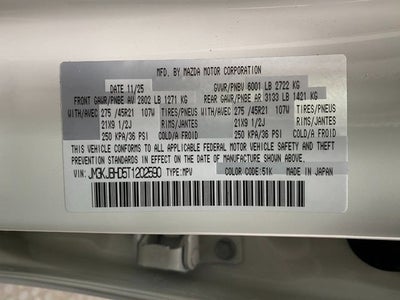 MFD. BY MAZDA MOTOR CORPORATION
DATE 11/25 GVWR/PNBV 6001 LB 2722 KG
FRONT GAWR/PNBE AV 2802 LB 1271 KG REAR GAWR/PNBE AR 3133 LB 1421 KG
WITH/AVEC 275 /45R21 107W TIRES/PNEUS WITH/AVEC 275 /45R21 107W TIRES/PNEUS
21X9 1/2J RIMS/JANTES 21X9 1/2J RIMS/JANTES
250 KPA/36 PSI COLD/A FROID 250 KPA/36 PSI COLD/A FROID
THIS VEHICLE CONFORMS TO ALL APPLICABLE FEDERAL MOTOR VEHICLE SAFETY AND THEFT
PREVENTION STANDARDS IN EFFECT ON THE DATE OF MANUFACTURE SHOWN ABOVE.
VIN: JM3KJBHD5T1202590 TYPE:MPV COLOR CODE:51K MADE IN JAPAN